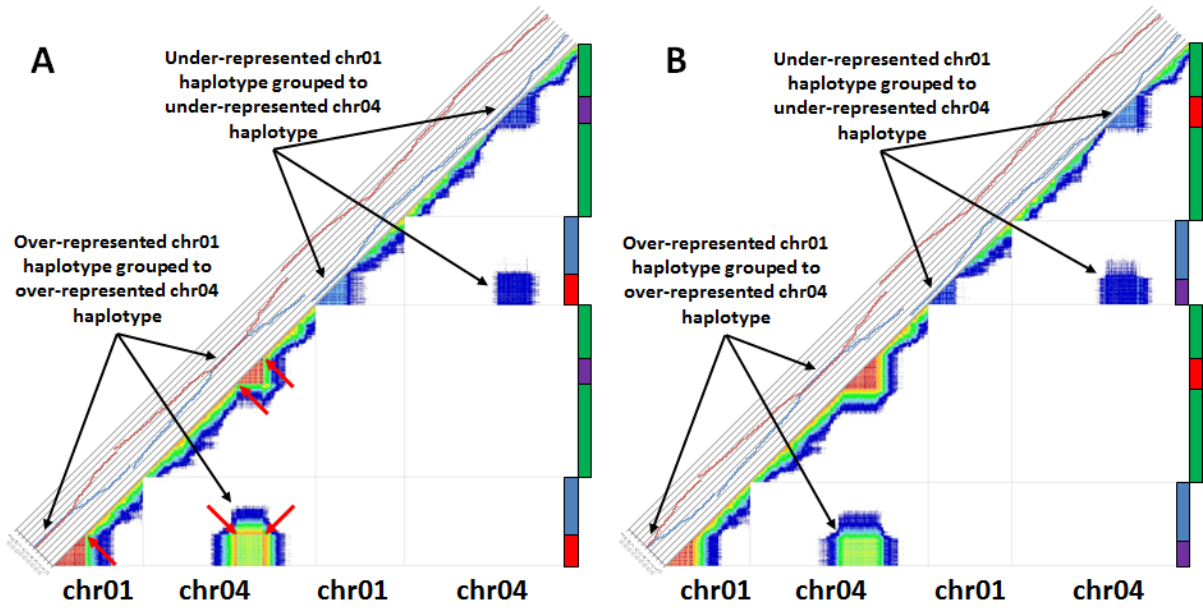 A
Under-represented chr01
haplotype grouped to
under-represented chr04
haplotype
Over-represented chr01
haplotype grouped to
over-represented chr04
haplotype
chr01 chr04 chr01 chr04
B
Under-represented chr01
haplotype grouped to
under-represented chr04
haplotype
Over-represented chr01
haplotype grouped to
over-represented chr04
haplotype
chr01 chr04 chr01 chr04